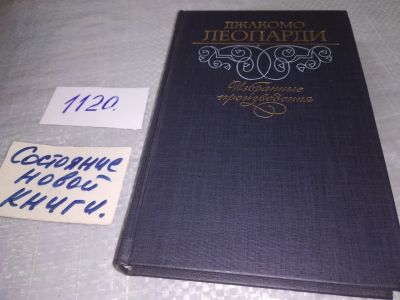 ДЖАКОМО
ЛЕОПАРДИ
Избранные
произведения
1120.
Состояние
новой
книги.